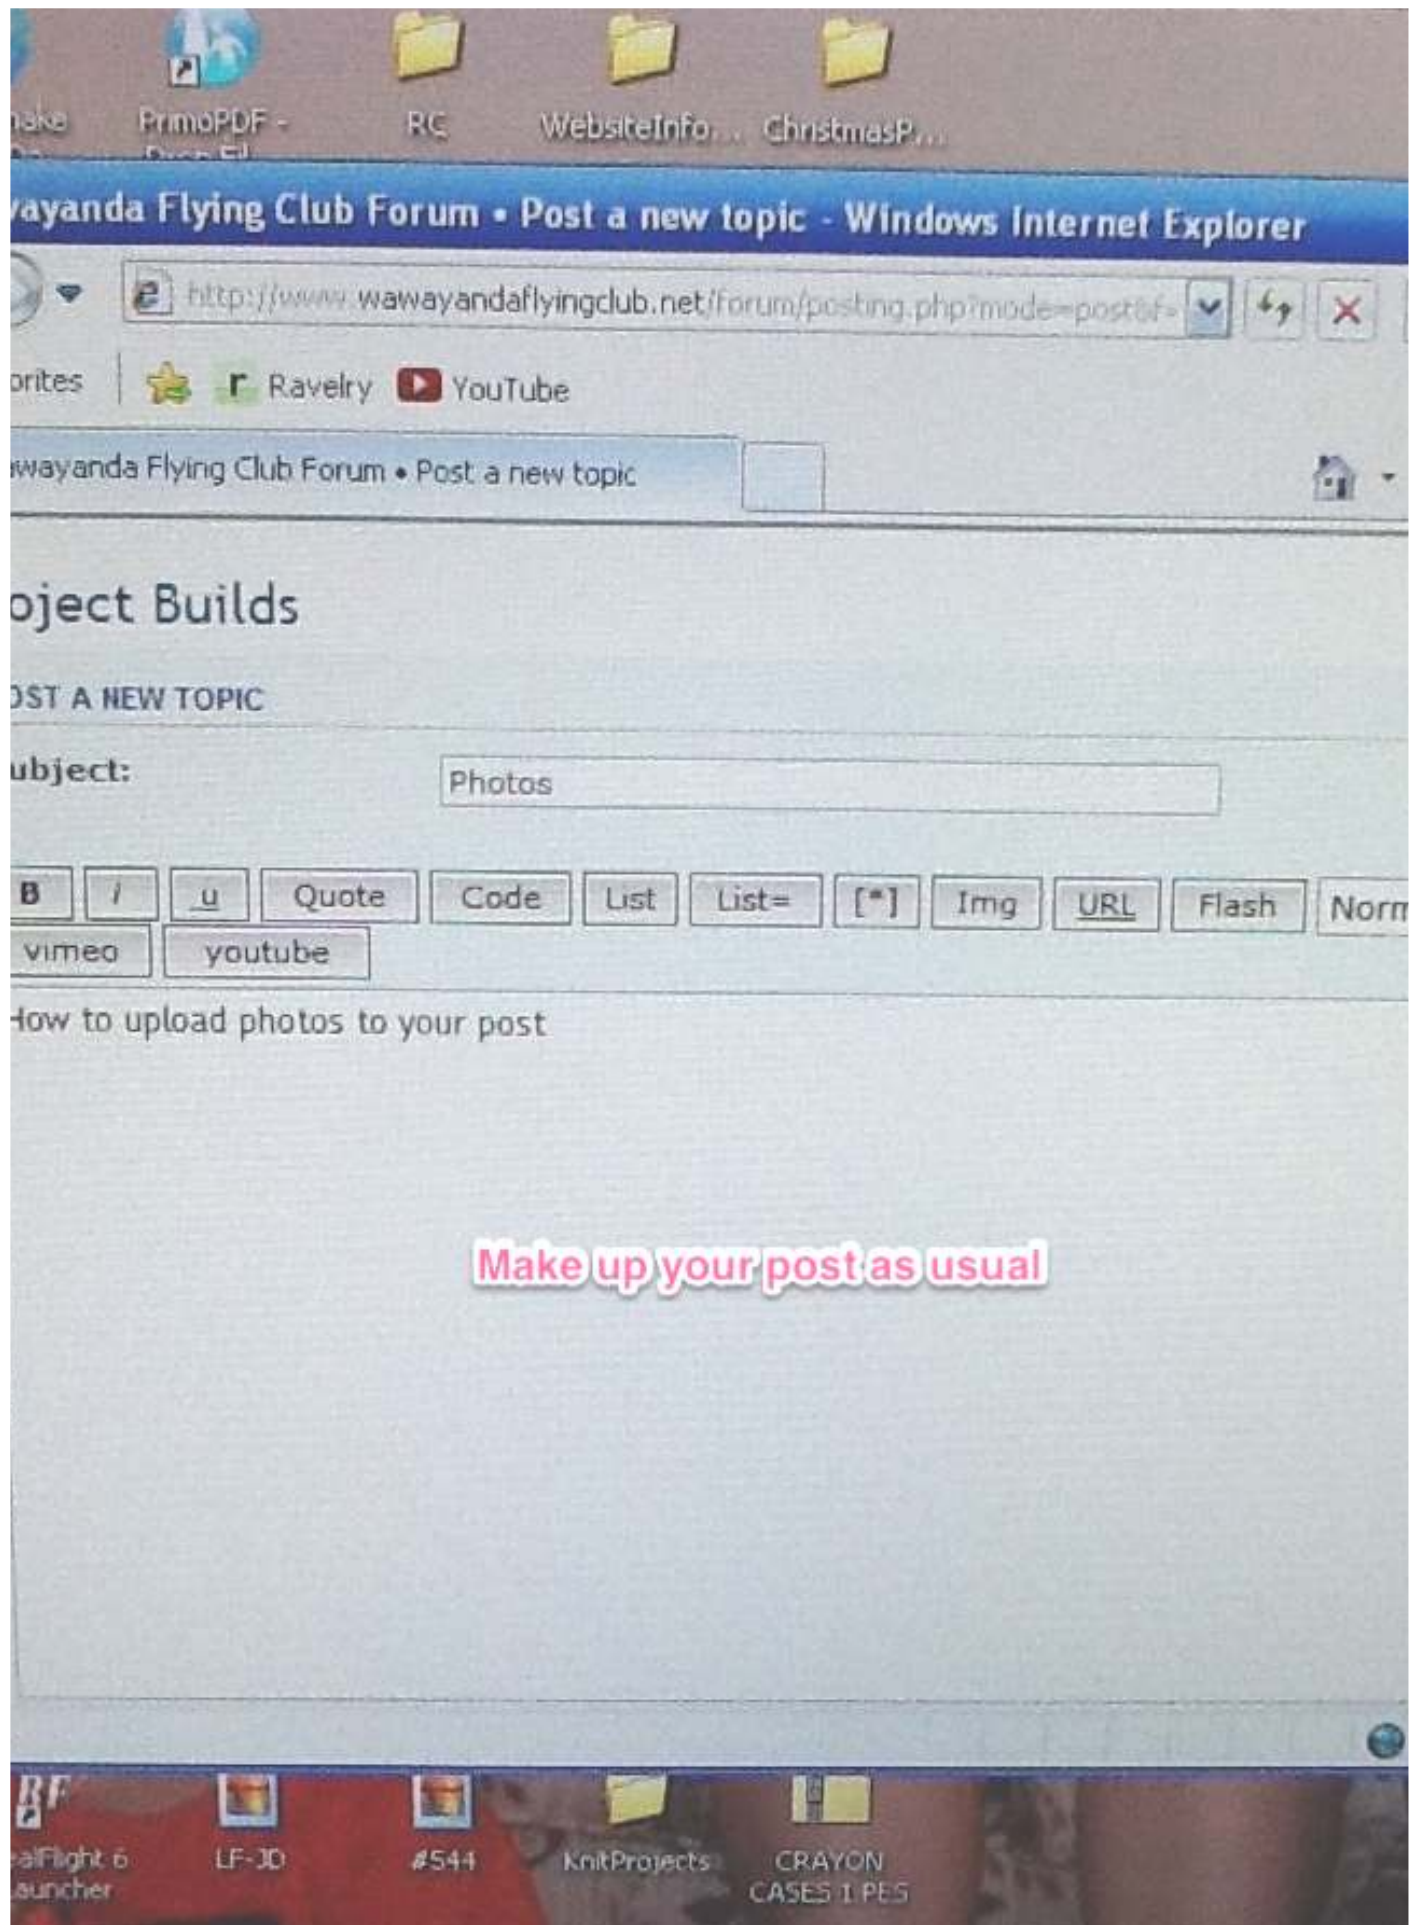 PrimoPDF -
RC
WebsiteInfo...
ChristmasP...
wayanda Flying Club Forum • Post a new topic - Windows Internet Explorer
http://www.wawayandaflyingclub.net/forum/posting.php?mode=post&f=
orites
r Ravelry
YouTube
wayanda Flying Club Forum • Post a new topic
oject Builds
OST A NEW TOPIC
ubject:
Photos
B i u Quote Code List List= [*] Img URL Flash Norm
vimeo youtube
How to upload photos to your post
Make up your post as usual
RF
alFlight 6
auncher
LF-JD
#544
KnitProjects
CRAYON
CASES 1 PES